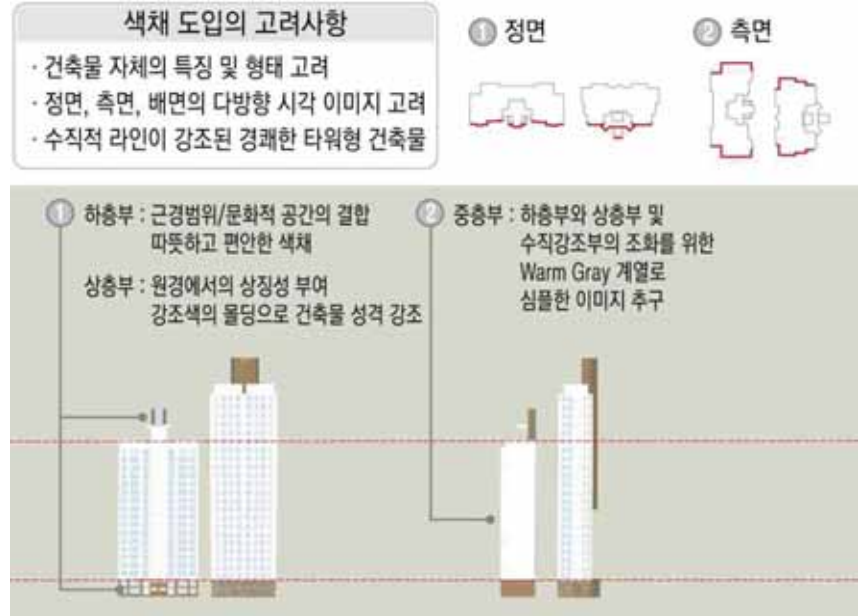 색채 도입의 고려사항
· 건축물 자체의 특징 및 형태 고려
· 정면, 측면, 배면의 다방향 시각 이미지 고려
· 수직적 라인이 강조된 경쾌한 타워형 건축물
1 정면
2 측면
1 하층부 : 근경범위/문화적 공간의 결합
따뜻하고 편안한 색채
상층부 : 원경에서의 상징성 부여
강조색의 몰딩으로 건축물 성격 강조
2 중층부 : 하층부와 상층부 및
수직강조부의 조화를 위한
Warm Gray 계열로
심플한 이미지 추구